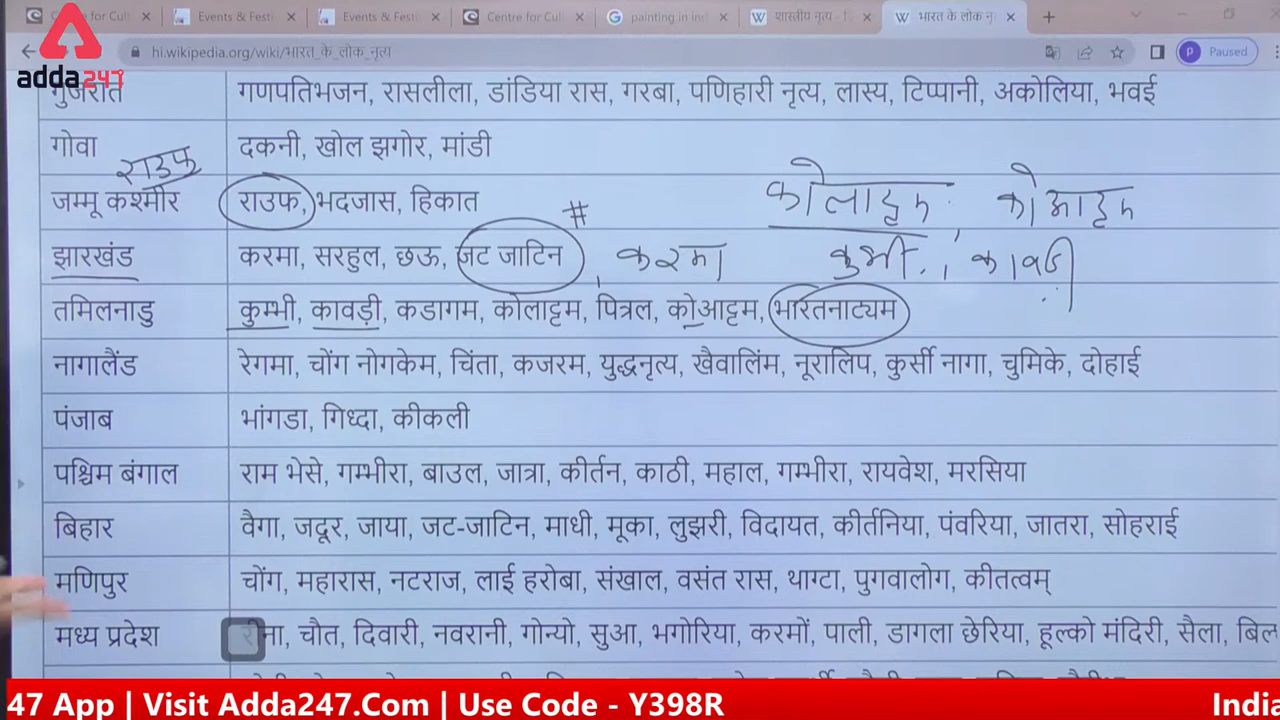 Centre for Cul
Events & Festi
Events & Festi
Centre for Cult
painting in ind
शास्त्रीय नृत्य -
भारत के लोक नृ
hi.wikipedia.org/wiki/भारत_के_लोक_नृत्य
Paused
adda247
गुजरात गणपतिभजन, रासलीला, डांडिया रास, गरबा, पणिहारी नृत्य, लास्य, टिप्पानी, अकोलिया, भवई
गोवा दकनी, खोल झगोर, मांडी
राउफ
कोलाट्टम, कोआट्टम
जम्मू कश्मीर राउफ, भदजास, हिकात
#
झारखंड करमा, सरहुल, छऊ, जट जाटिन, करमा कुम्भी, कावडी
तमिलनाडु कुम्भी, कावड़ी, कडागम, कोलाट्टम, पित्रल, कोआट्टम, भारतनाट्यम
नागालैंड रेगमा, चोंग नोगकेम, चिंता, कजरम, युद्धनृत्य, खैवालिंम, नूरालिप, कुर्सी नागा, चुमिके, दोहाई
पंजाब भांगडा, गिध्दा, कीकली
पश्चिम बंगाल राम भेसे, गम्भीरा, बाउल, जात्रा, कीर्तन, काठी, महाल, गम्भीरा, रायवेश, मरसिया
बिहार वैगा, जदूर, जाया, जट-जाटिन, माधी, मूका, लुझरी, विदायत, कीर्तनिया, पंवरिया, जातरा, सोहराई
मणिपुर चोंग, महारास, नटराज, लाई हरोबा, संखाल, वसंत रास, थाग्टा, पुगवालोग, कीतत्वम्
मध्य प्रदेश रीना, चौत, दिवारी, नवरानी, गोन्यो, सुआ, भगोरिया, करमों, पाली, डागला छेरिया, हूल्को मंदिरी, सैला, बिल
47 App | Visit Adda247.Com | Use Code - Y398R India